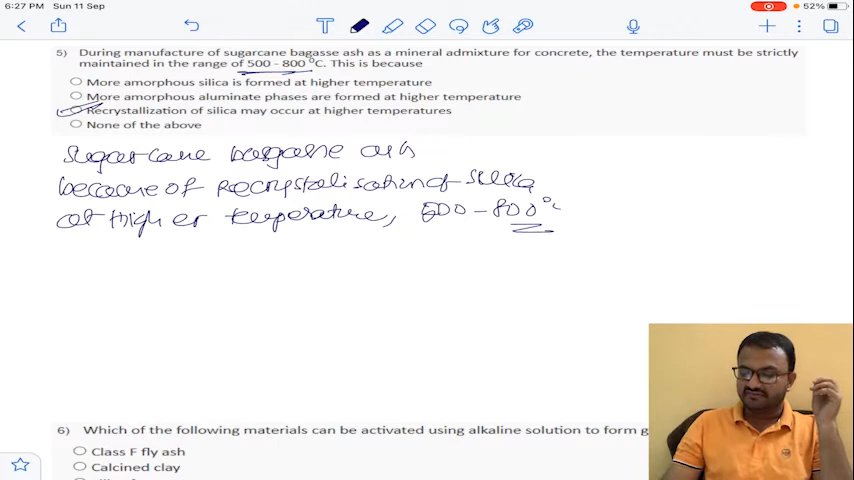 6:27 PM Sun 11 Sep
52%
5) During manufacture of sugarcane bagasse ash as a mineral admixture for concrete, the temperature must be strictly
maintained in the range of 500 - 800 °C. This is because
More amorphous silica is formed at higher temperature
More amorphous aluminate phases are formed at higher temperature
Recrystallization of silica may occur at higher temperatures
None of the above
Sugarcane bagasse ash
because of Recrystalisation of silica
at Higher temperature, 500 - 800°C
6) Which of the following materials can be activated using alkaline solution to form g
Class F fly ash
Calcined clay